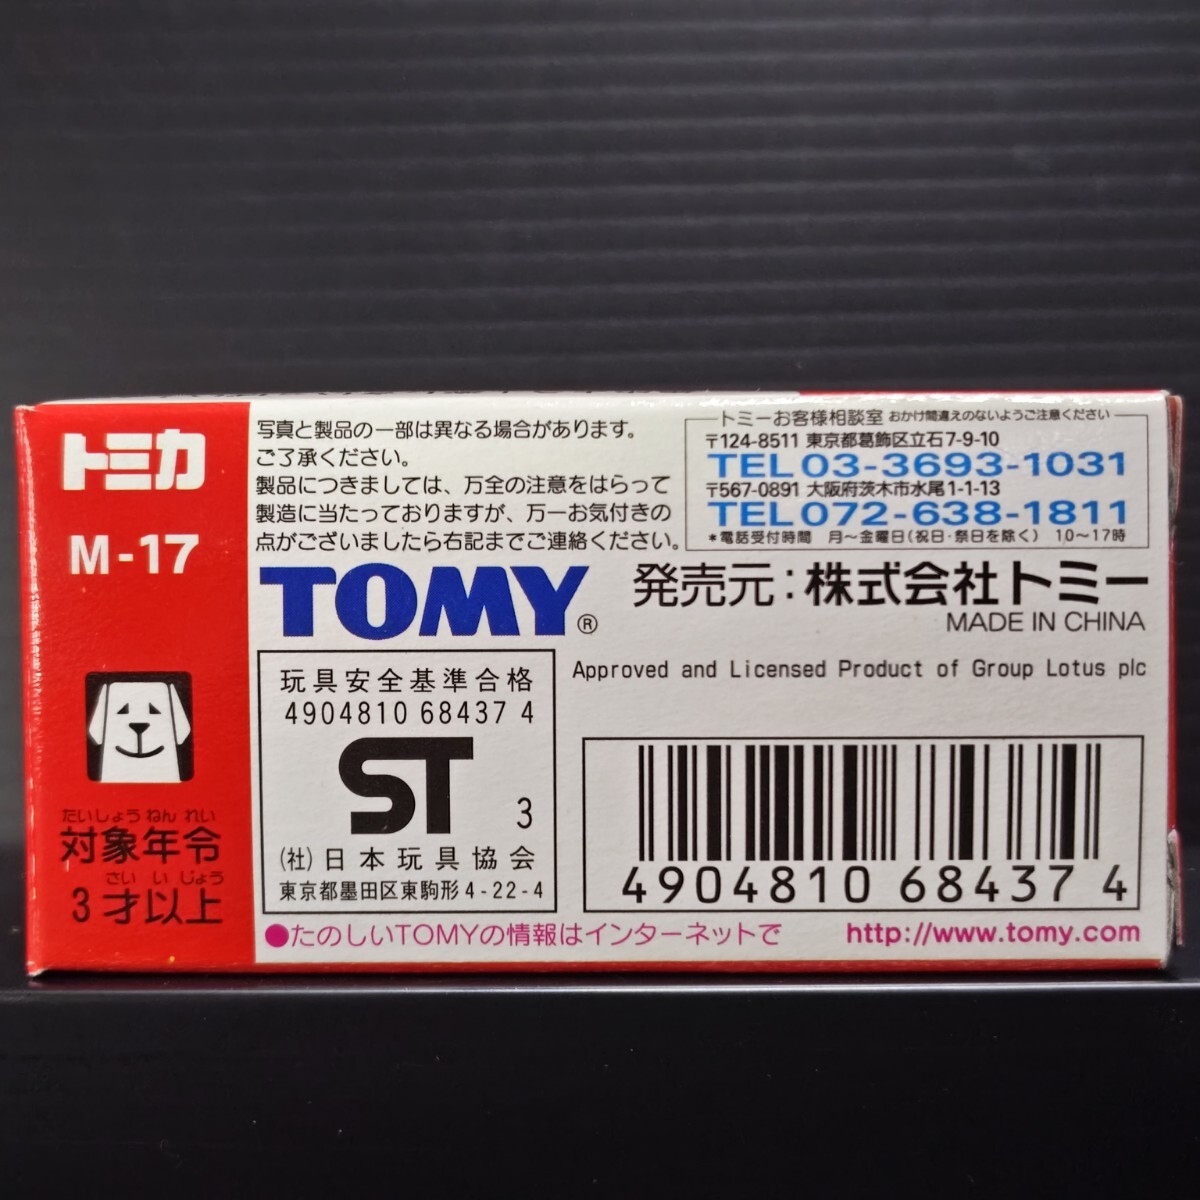 トミカ
M-17
たいしょうねんれい
対象年令
さいいじょう
3才以上
写真と製品の一部は異なる場合があります。
ご了承ください。
製品につきましては、万全の注意をはらって
製造に当たっておりますが、万一お気付きの
点がございましたら右記までご連絡ください。
トミーお客様相談室 おかけ間違えのないようご注意ください
〒124-8511 東京都葛飾区立石7-9-10
TEL 03-3693-1031
〒567-0891 大阪府茨木市水尾1-1-13
TEL 072-638-1811
*電話受付時間 月～金曜日(祝日・祭日を除く) 10～17時
TOMY®
発売元:株式会社トミー
MADE IN CHINA
Approved and Licensed Product of Group Lotus plc
玩具安全基準合格
4904810 68437 4
ST 3
(社)日本玩具協会
東京都墨田区東駒形4-22-4
4904810 684374
●たのしいTOMYの情報はインターネットで http://www.tomy.com